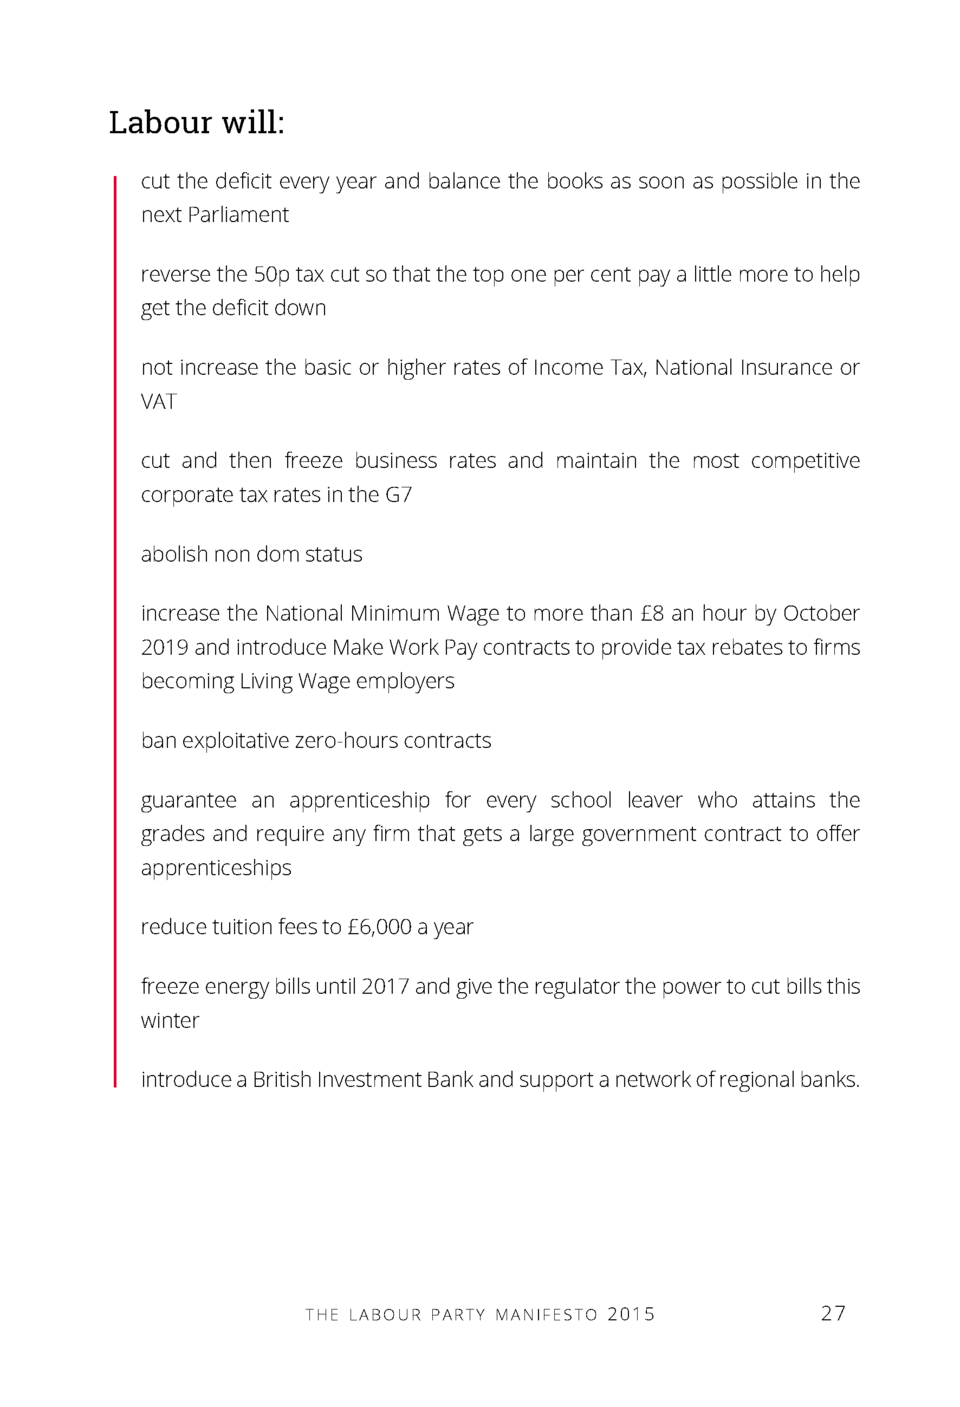 Labour will:
cut the deficit every year and balance the books as soon as possible in the
next Parliament
reverse the 50p tax cut so that the top one per cent pay a little more to help
get the deficit down
not increase the basic or higher rates of Income Tax, National Insurance or
VAT
cut and then freeze business rates and maintain the most competitive
corporate tax rates in the G7
abolish non dom status
increase the National Minimum Wage to more than £8 an hour by October
2019 and introduce Make Work Pay contracts to provide tax rebates to firms
becoming Living Wage employers
ban exploitative zero-hours contracts
guarantee an apprenticeship for every school leaver who attains the
grades and require any firm that gets a large government contract to offer
apprenticeships
reduce tuition fees to £6,000 a year
freeze energy bills until 2017 and give the regulator the power to cut bills this
winter
introduce a British Investment Bank and support a network of regional banks.
THE LABOUR PARTY MANIFESTO 2015 27